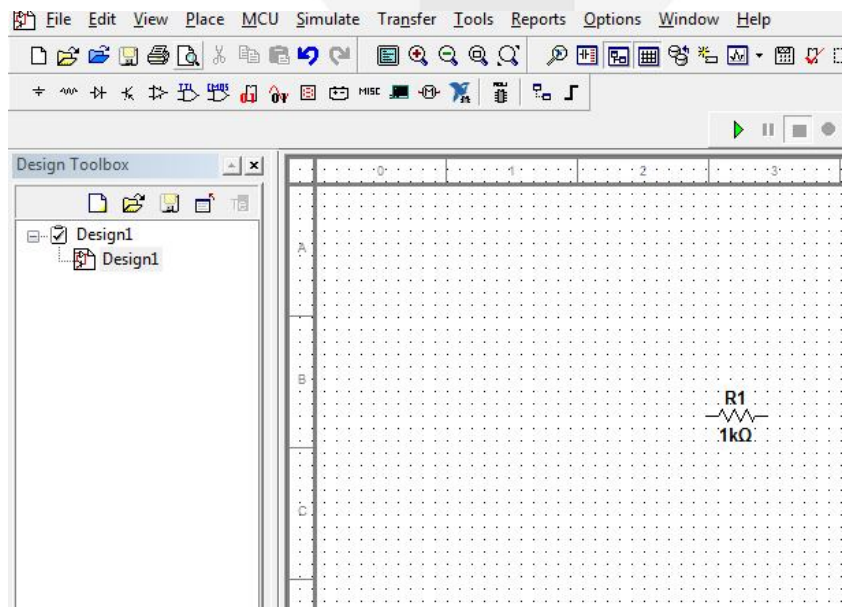 File Edit View Place MCU Simulate Transfer Tools Reports Options Window Help
MISC
Design Toolbox
0 1 2 3
Design1
A
Design1
B
R1
1kΩ
C